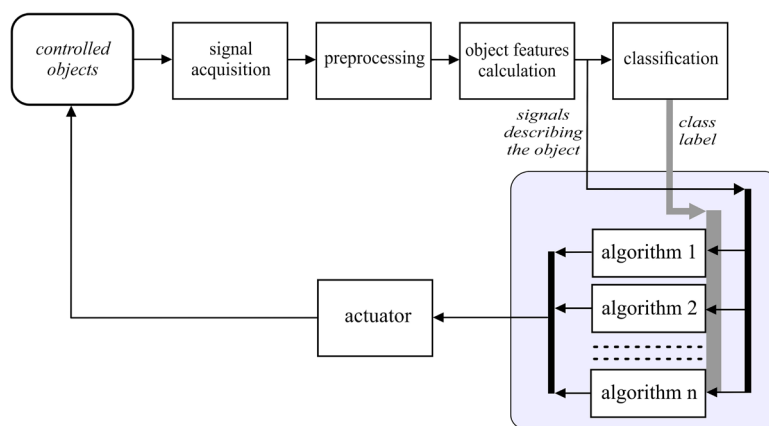 controlled
objects
signal
acquisition
preprocessing
object features
calculation
classification
signals
describing
the object
class
label
algorithm 1
algorithm 2
algorithm n
actuator